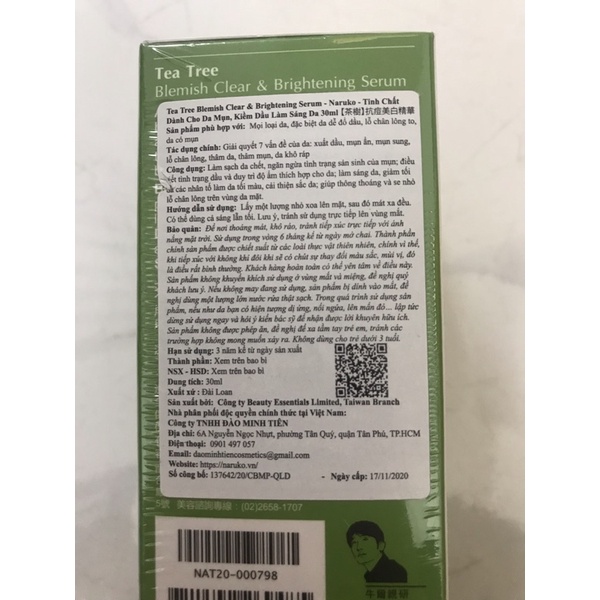 Tea Tree
Blemish Clear & Brightening Serum
Tea Tree Blemish Clear & Brightening Serum - Naruko - Tinh Chất
Dành Cho Da Mụn, Kiềm Dầu Làm Sáng Da 30ml【茶樹】抗痘美白精華
Sản phẩm phù hợp với: Mọi loại da, đặc biệt da dễ đổ dầu, lỗ chân lông to,
da có mụn
Tác dụng chính: Giải quyết 7 vấn đề của da: xuất dầu, mụn ẩn, mụn sưng,
lỗ chân lông, thâm da, thâm mụn, da khô ráp
Công dụng: Làm sạch da chết, ngăn ngừa tình trạng sản sinh của mụn; điều
tiết tình trạng dầu và duy trì độ ẩm thích hợp cho da; làm sáng da, giảm tối
các nhân tố làm da tối màu, cải thiện sắc da; giúp thông thoáng và se nhỏ
lỗ chân lông trên vùng da mặt.
Hướng dẫn sử dụng: Lấy một lượng nhỏ xoa lên mặt, sau đó mát xa đều.
Có thể dùng cả sáng lẫn tối. Lưu ý, tránh sử dụng trực tiếp lên vùng mắt.
Bảo quản: Để nơi thoáng mát, khô ráo, tránh tiếp xúc trực tiếp với ánh
nắng mặt trời. Sử dụng trong vòng 6 tháng kể từ ngày mở chai. Thành phần
chính sản phẩm được chiết suất từ các loài thực vật thiên nhiên, chính vì thế,
khi tiếp xúc với không khí đôi khi sẽ có chút sự thay đổi màu sắc, mùi vị, đó
là điều rất bình thường. Khách hàng hoàn toàn có thể yên tâm về điều này.
Sản phẩm không khuyến khích sử dụng ở vùng mắt và miệng, đề nghị quý
khách lưu ý. Nếu không may đang sử dụng, sản phẩm bị dính vào mắt, đề
nghị dùng một lượng lớn nước rửa thật sạch. Trong quá trình sử dụng sản
phẩm, nếu như da bạn có hiện tượng dị ứng, nổi ngứa, lên mẩn đỏ... lập tức
dừng sử dụng ngay và hỏi ý kiến bác sỹ để nhận được lời khuyên hữu ích.
Sản phẩm không được phép ăn, đề nghị để xa tầm tay trẻ em, tránh các
trường hợp không mong muốn xảy ra. Không dùng cho trẻ dưới 3 tuổi.
Hạn sử dụng: 3 năm kể từ ngày sản xuất
Thành phần: Xem trên bao bì
NSX - HSD: Xem trên bao bì
Dung tích: 30ml
Xuất xứ: Đài Loan
Sản xuất bởi: Công ty Beauty Essentials Limited, Taiwan Branch
Nhà phân phối độc quyền chính thức tại Việt Nam:
Công ty TNHH ĐÀO MINH TIẾN
Địa chỉ: 6A Nguyễn Ngọc Nhựt, phường Tân Quý, quận Tân Phú, TP.HCM
Điện thoại: 0901 497 057
Email: daominhtiencosmetics@gmail.com
Website: https://naruko.vn/
Số công bố: 137642/20/CBMP-QLD - Ngày cấp: 17/11/2020
5號 美容諮詢專線：(02)2658-1707
NAT20-000798
牛爾親研